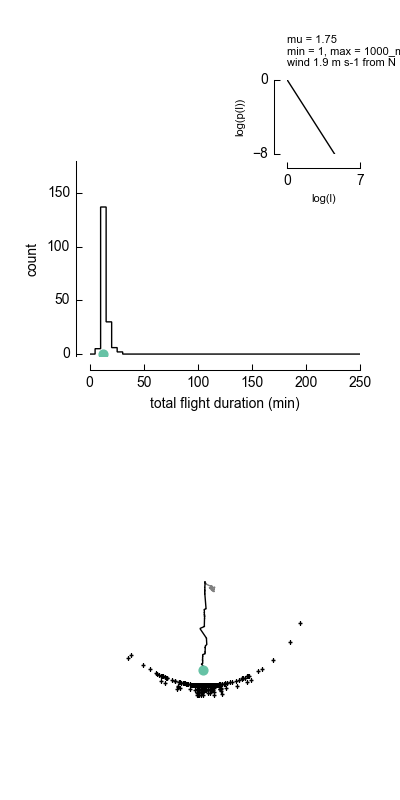 mu = 1.75
min = 1, max = 1000_m
wind 1.9 m s-1 from N
0
log(p(l))
−8
0 7
log(l)
150
100
count
50
0
0 50 100 150 200 250
total flight duration (min)